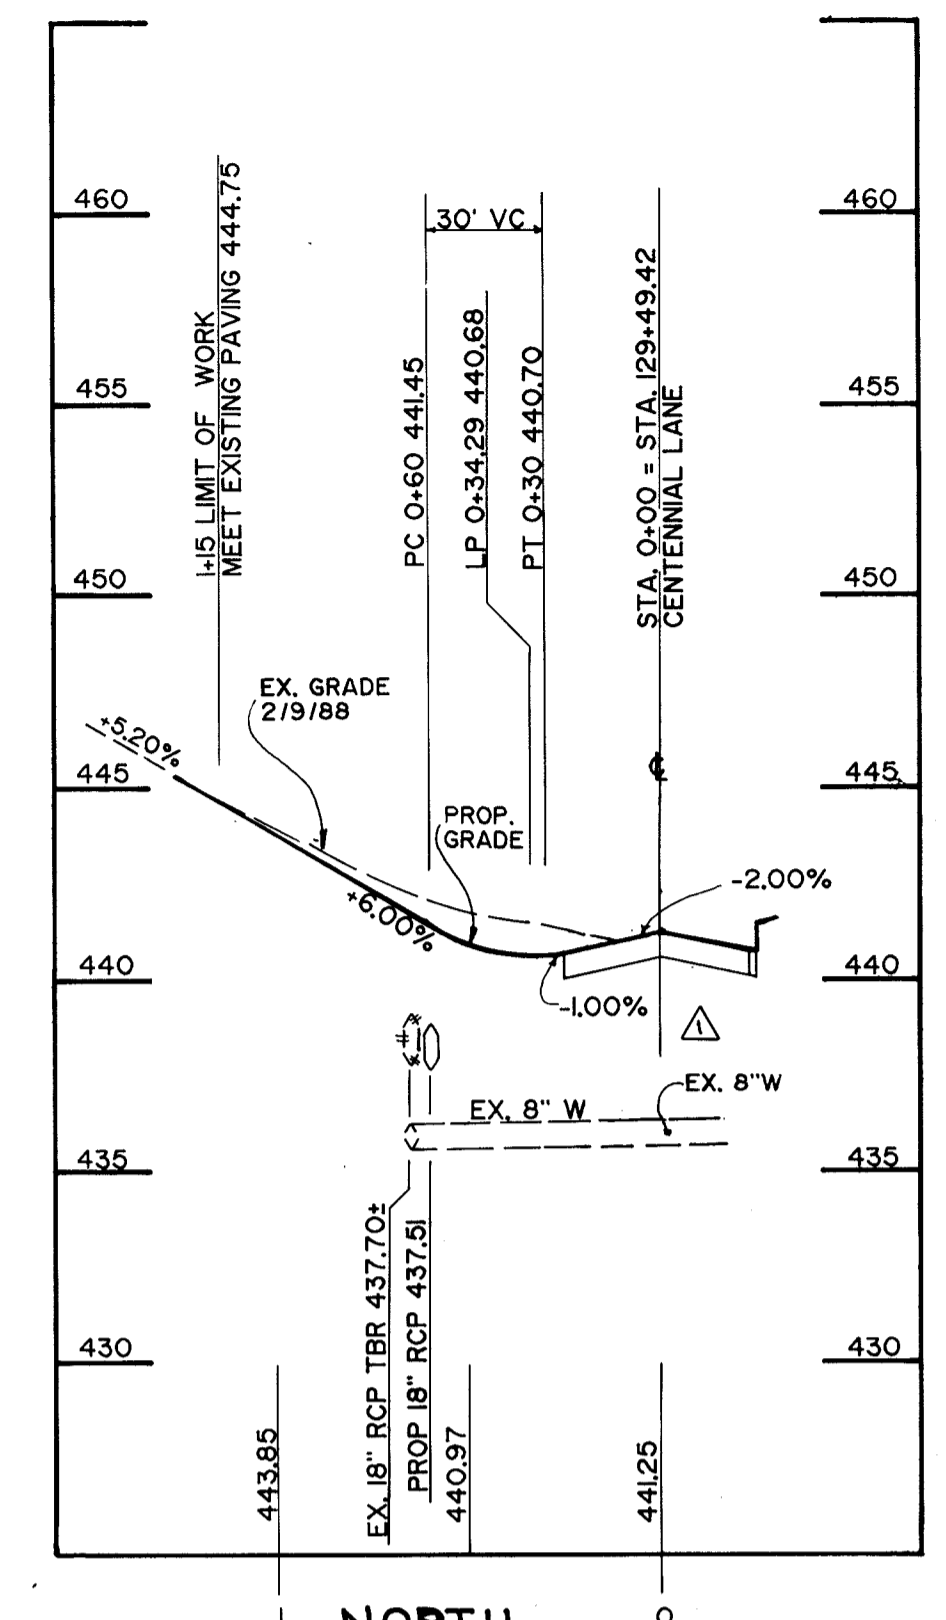 460
460
30' VC
1+15 LIMIT OF WORK
MEET EXISTING PAVING 444.75
PC 0+60 441.45
LP 0+34.29 440.68
PT 0+30 440.70
STA. 0+00 = STA. 129+49.42
CENTENNIAL LANE
455
455
450
450
EX. GRADE
2/9/88
+5.20%
445
445
℄
PROP.
GRADE
-2.00%
+6.00%
440
440
-1.00%
1
EX. 8" W
EX. 8"W
435
435
EX. 18" RCP TBR 437.70±
PROP 18" RCP 437.51
430
430
443.85
440.97
441.25
1
NORTH
0